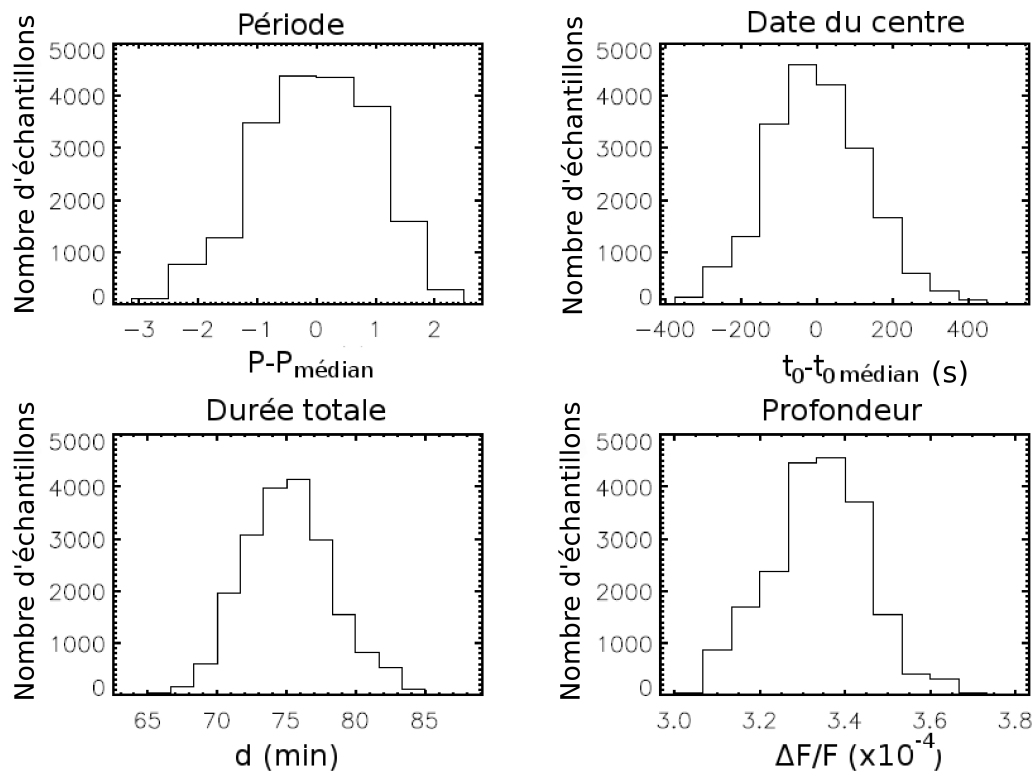 Période
Nombre d'échantillons
5000
4000
3000
2000
1000
0
−3 −2 −1 0 1 2
P-Pmédian
Date du centre
Nombre d'échantillons
5000
4000
3000
2000
1000
0
−400 −200 0 200 400
t0-t0 médian (s)
Durée totale
Nombre d'échantillons
5000
4000
3000
2000
1000
0
65 70 75 80 85
d (min)
Profondeur
Nombre d'échantillons
5000
4000
3000
2000
1000
0
3.0 3.2 3.4 3.6 3.8
ΔF/F (x10⁻⁴)